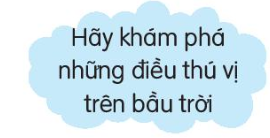 Hãy khám phá
những điều thú vị
trên bầu trời